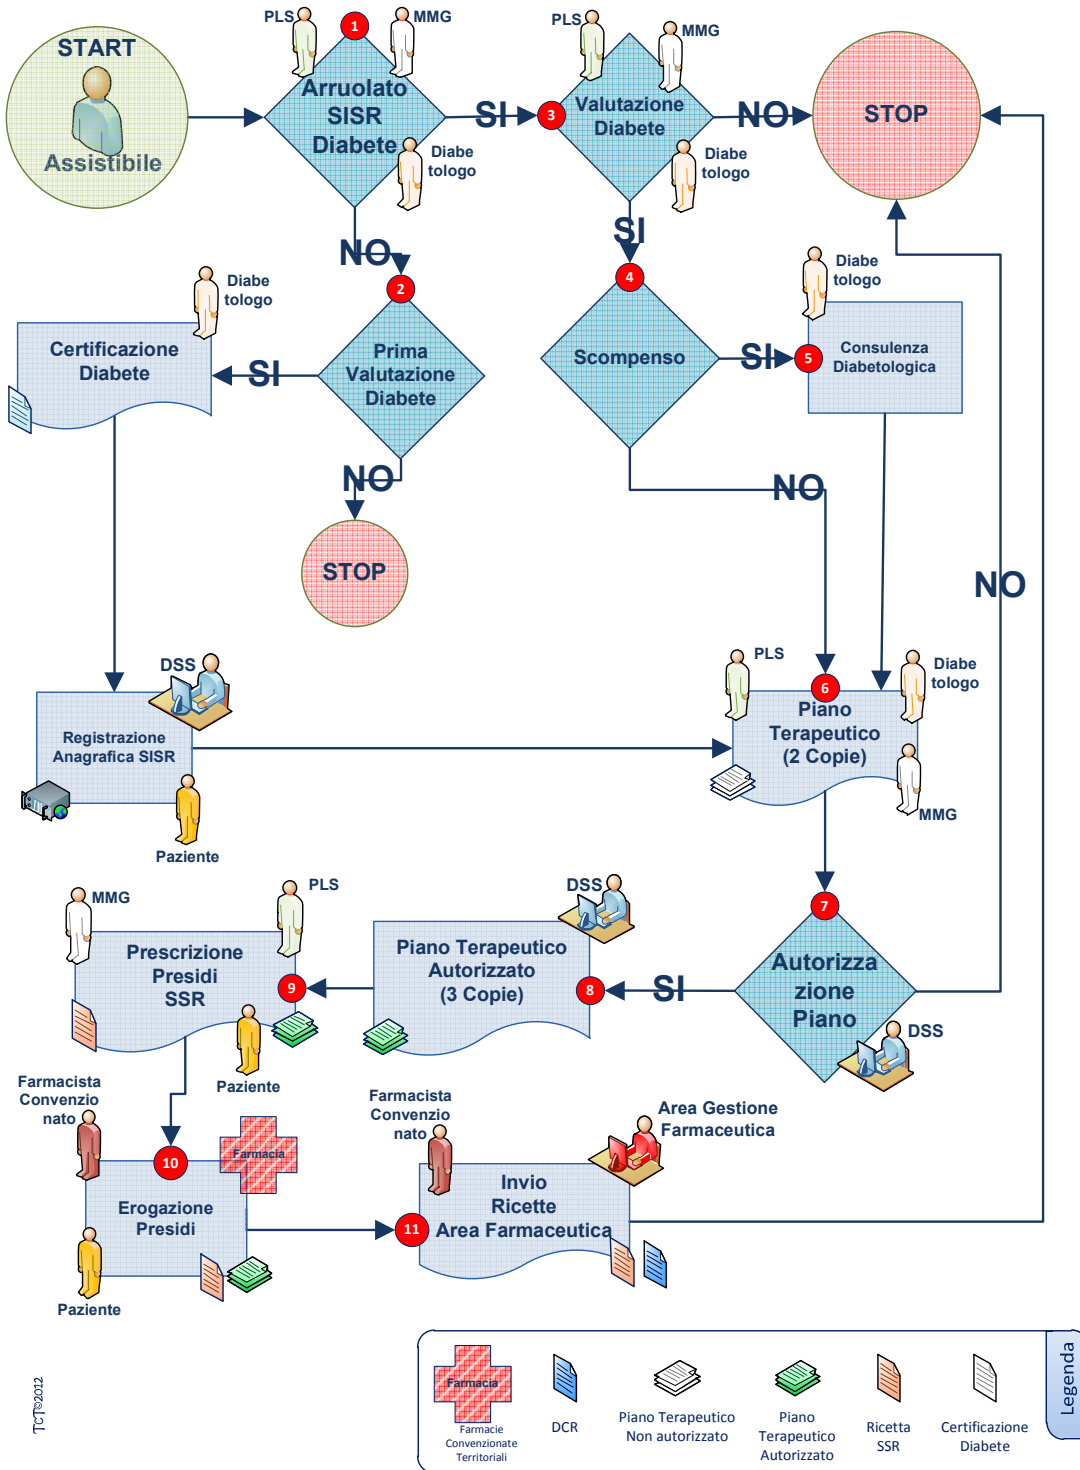 PLS
1
MMG
START
Assistibile
Arruolato
SISR
Diabete
Diabe
tologo
SI
PLS
MMG
3
Valutazione
Diabete
Diabe
tologo
NO
STOP
NO
SI
2
Prima
Valutazione
Diabete
SI
Diabe
tologo
Certificazione
Diabete
NO
STOP
4
Scompenso
SI
Diabe
tologo
5
Consulenza
Diabetologica
NO
NO
DSS
Registrazione
Anagrafica SISR
Paziente
PLS
6
Diabe
tologo
Piano
Terapeutico
(2 Copie)
MMG
7
Autorizza
zione
Piano
DSS
SI
DSS
8
Piano Terapeutico
Autorizzato
(3 Copie)
MMG
PLS
9
Prescrizione
Presidi
SSR
Paziente
Farmacista
Convenzio
nato
10
Farmacia
Erogazione
Presidi
Paziente
Farmacista
Convenzio
nato
Area Gestione
Farmaceutica
11
Invio
Ricette
Area Farmaceutica
TCT©2012
Legenda
Farmacia
Farmacie
Convenzionate
Territoriali
DCR
Piano Terapeutico
Non autorizzato
Piano
Terapeutico
Autorizzato
Ricetta
SSR
Certificazione
Diabete